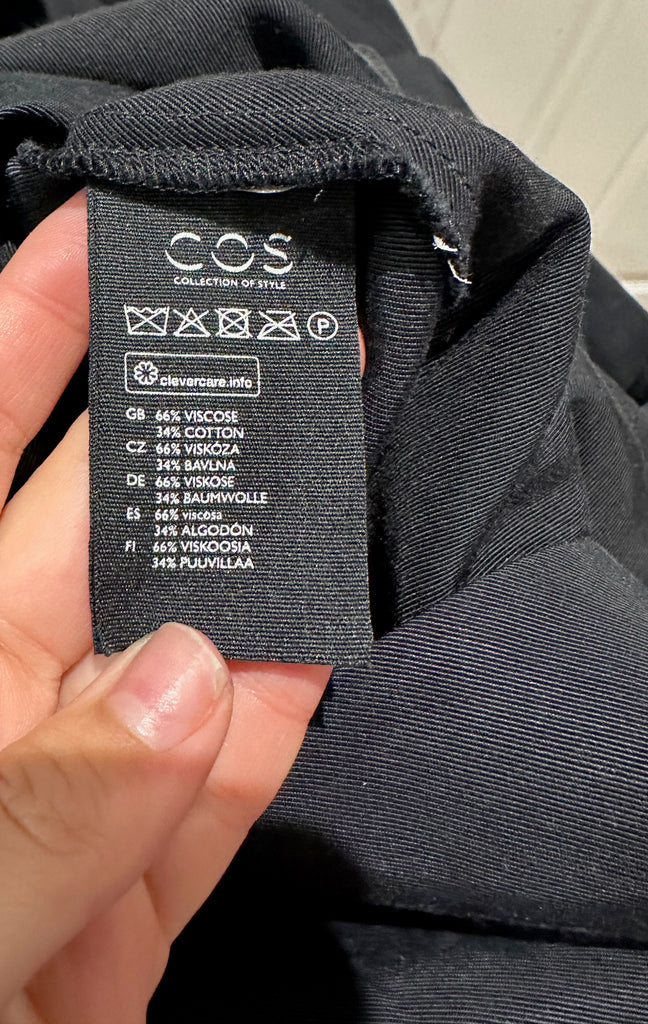 COS
COLLECTION OF STYLE
P
clevercare.info
GB 66% VISCOSE
34% COTTON
CZ 66% VISKÓZA
34% BAVLNA
DE 66% VISKOSE
34% BAUMWOLLE
ES 66% viscosa
34% ALGODÓN
FI 66% VISKOOSIA
34% PUUVILLAA